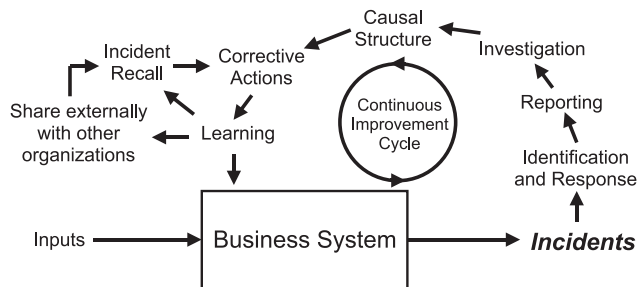 Causal
Structure
Incident
Recall
Corrective
Actions
Investigation
Share externally
with other
organizations
Learning
Continuous
Improvement
Cycle
Reporting
Identification
and Response
Inputs
Business System
Incidents